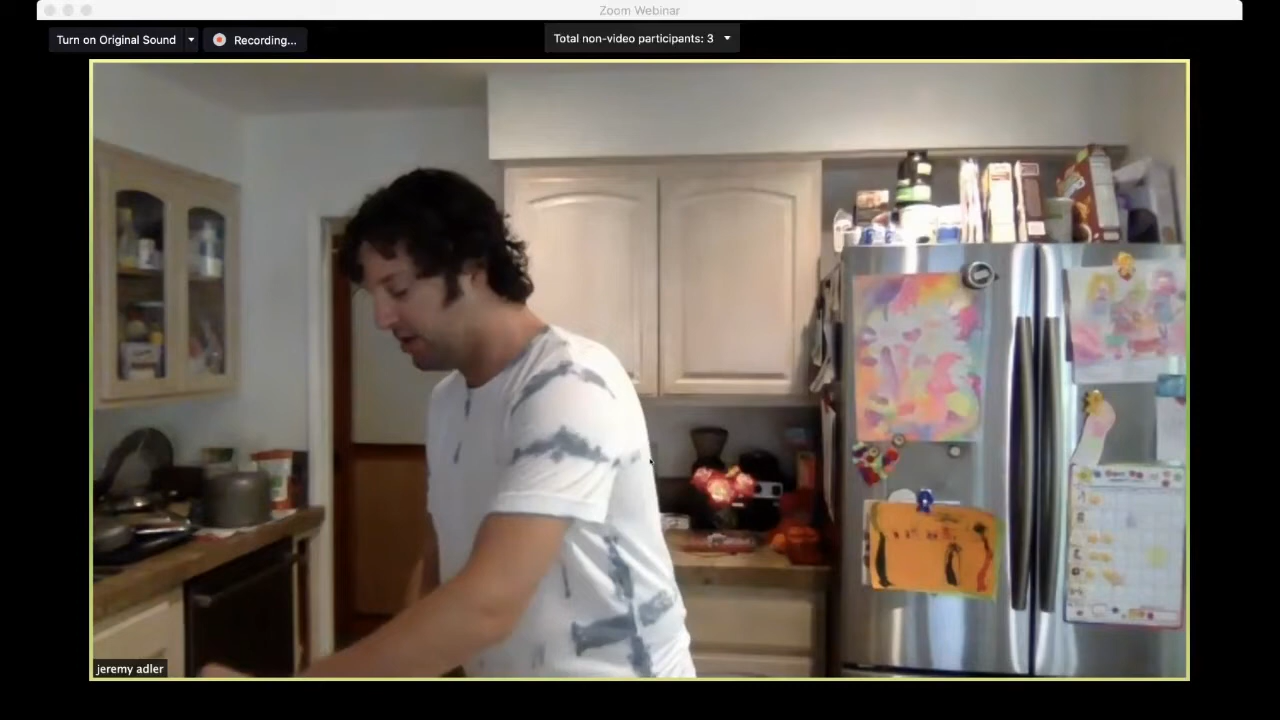 Zoom Webinar
Turn on Original Sound
Recording...
Total non-video participants: 3
jeremy adler